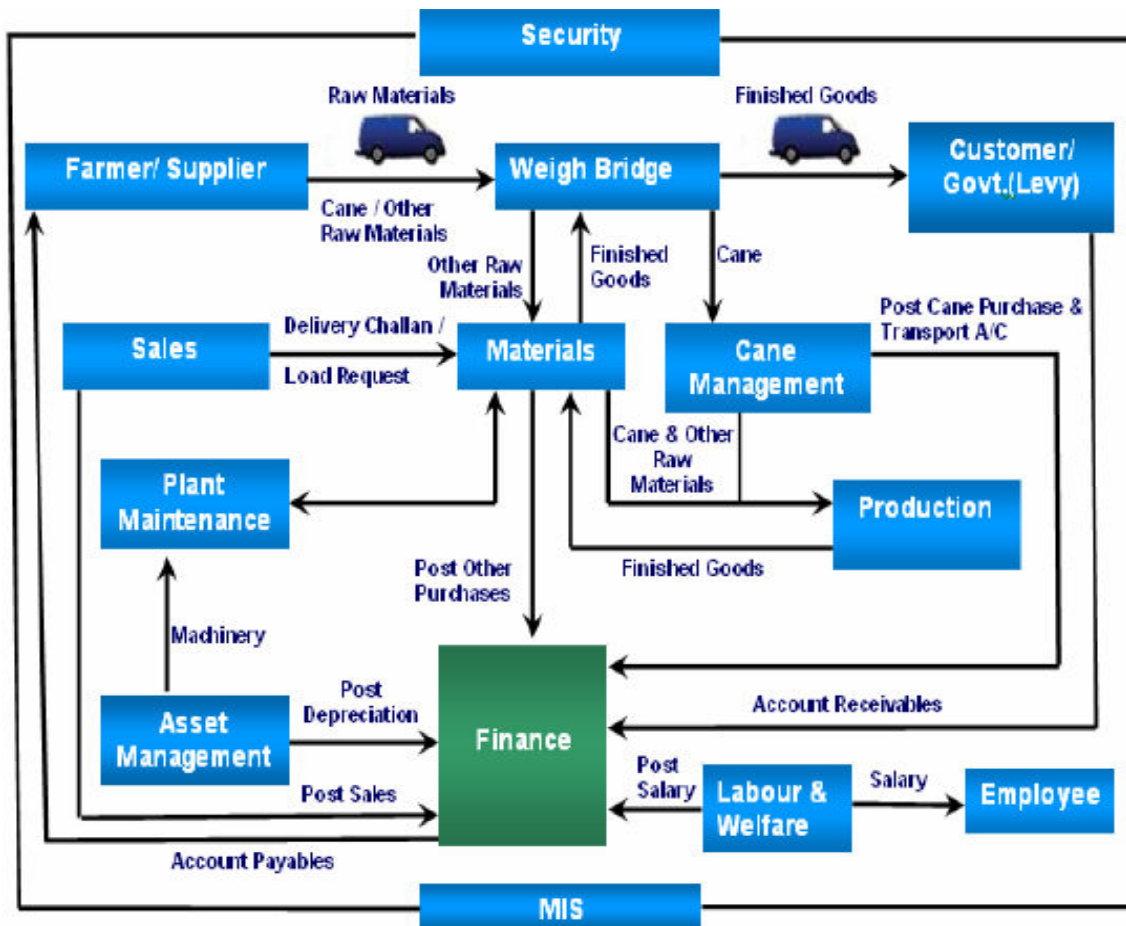 Security
Raw Materials
Finished Goods
Farmer/ Supplier
Weigh Bridge
Customer/
Govt.(Levy)
Cane / Other
Raw Materials
Other Raw
Materials
Finished
Goods
Cane
Post Cane Purchase &
Transport A/C
Sales
Delivery Challan /
Load Request
Materials
Cane
Management
Cane & Other
Raw
Materials
Plant
Maintenance
Production
Finished Goods
Post Other
Purchases
Machinery
Asset
Management
Post
Depreciation
Finance
Account Receivables
Post Sales
Post
Salary
Labour &
Welfare
Salary
Employee
Account Payables
MIS